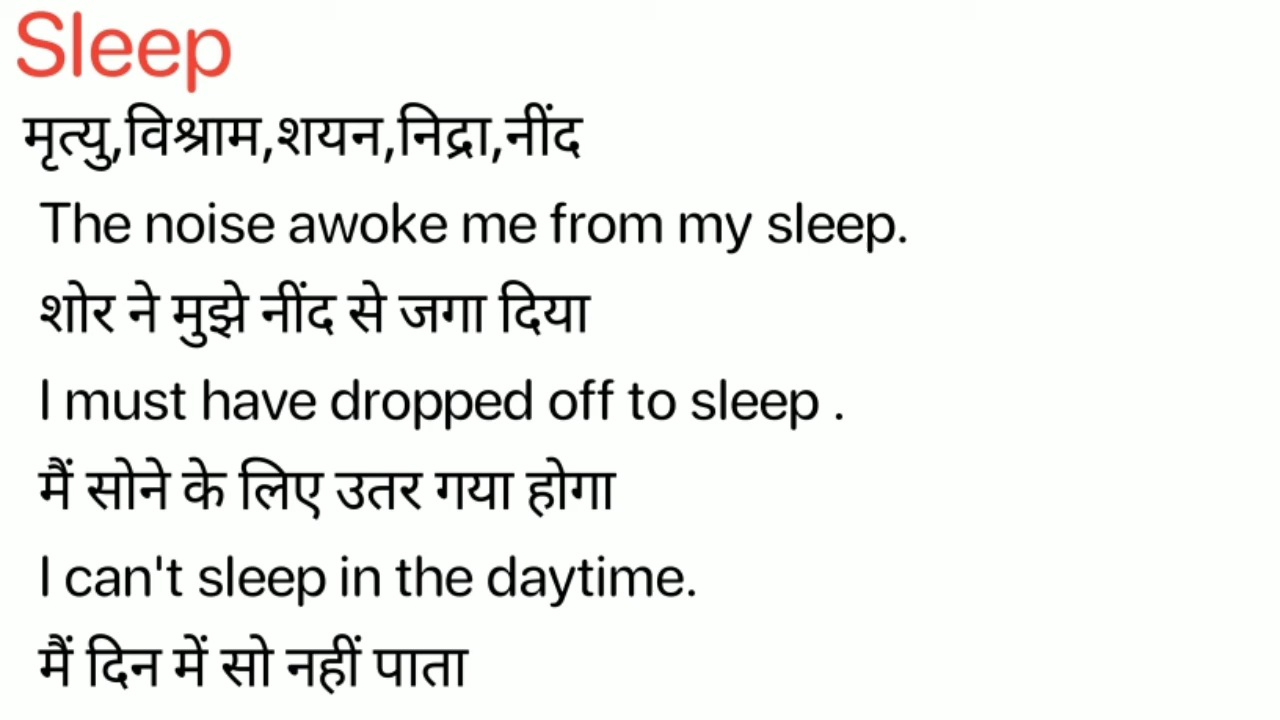 Sleep
मृत्यु,विश्राम,शयन,निद्रा,नींद
The noise awoke me from my sleep.
शोर ने मुझे नींद से जगा दिया
I must have dropped off to sleep .
मैं सोने के लिए उतर गया होगा
I can't sleep in the daytime.
मैं दिन में सो नहीं पाता